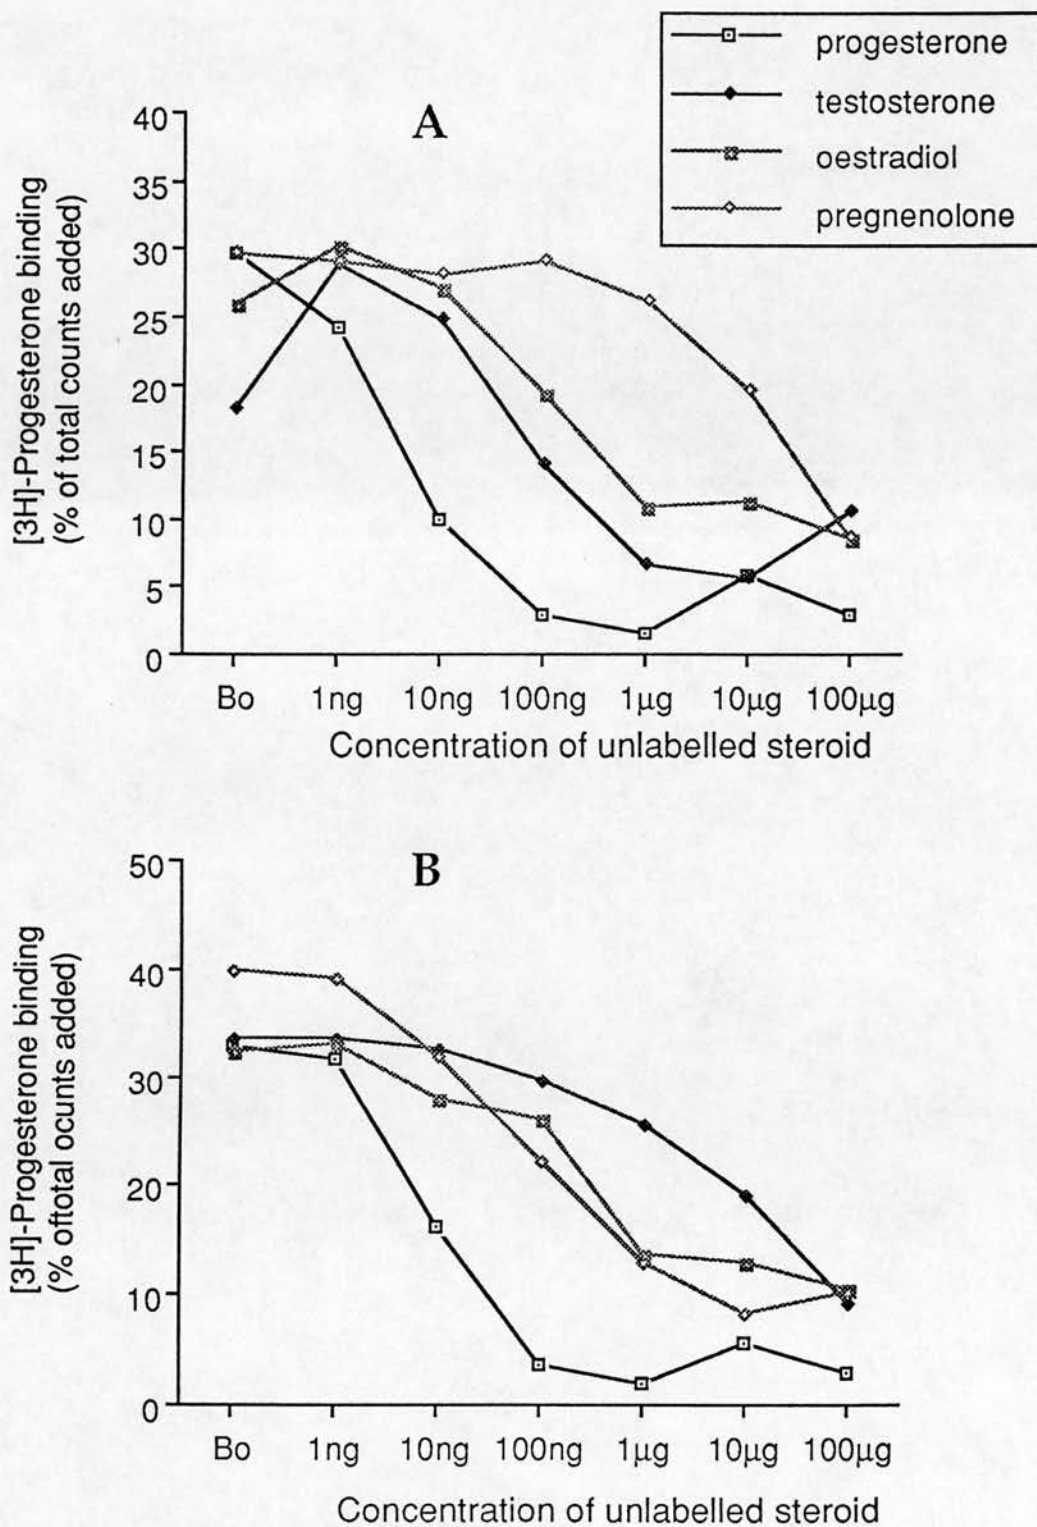 progesterone
testosterone
oestradiol
pregnenolone
A
[3H]-Progesterone binding
(% of total counts added)
40
35
30
25
20
15
10
5
0
Bo 1ng 10ng 100ng 1µg 10µg 100µg
Concentration of unlabelled steroid
B
[3H]-Progesterone binding
(% oftotal ocunts added)
50
40
30
20
10
0
Bo 1ng 10ng 100ng 1µg 10µg 100µg
Concentration of unlabelled steroid